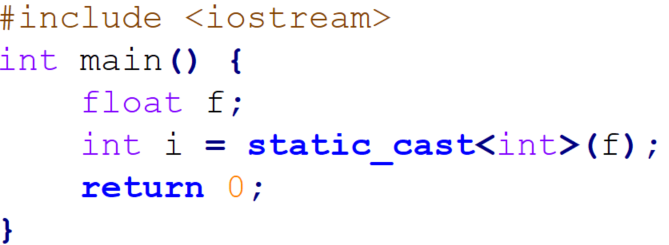 #include <iostream>
int main() {
    float f;
    int i = static_cast<int>(f);
    return 0;
}